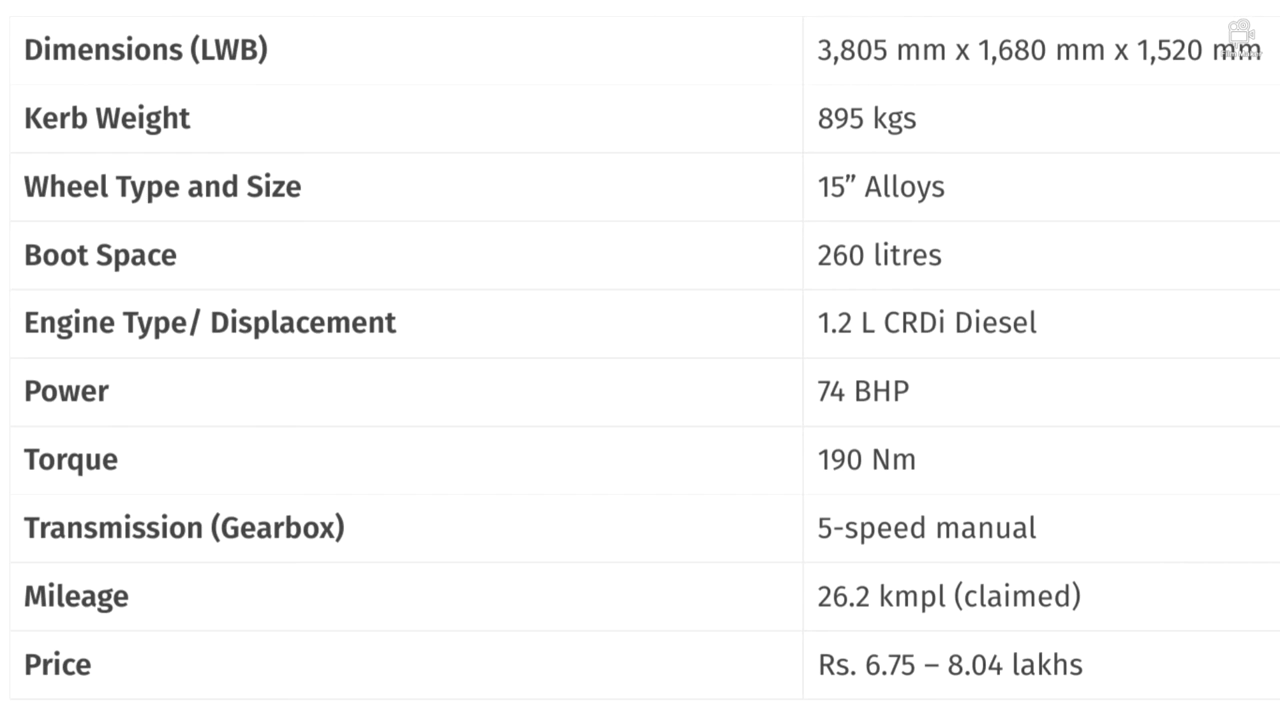 Dimensions (LWB) 3,805 mm x 1,680 mm x 1,520 mm
Kerb Weight 895 kgs
Wheel Type and Size 15” Alloys
Boot Space 260 litres
Engine Type/ Displacement 1.2 L CRDi Diesel
Power 74 BHP
Torque 190 Nm
Transmission (Gearbox) 5-speed manual
Mileage 26.2 kmpl (claimed)
Price Rs. 6.75 – 8.04 lakhs